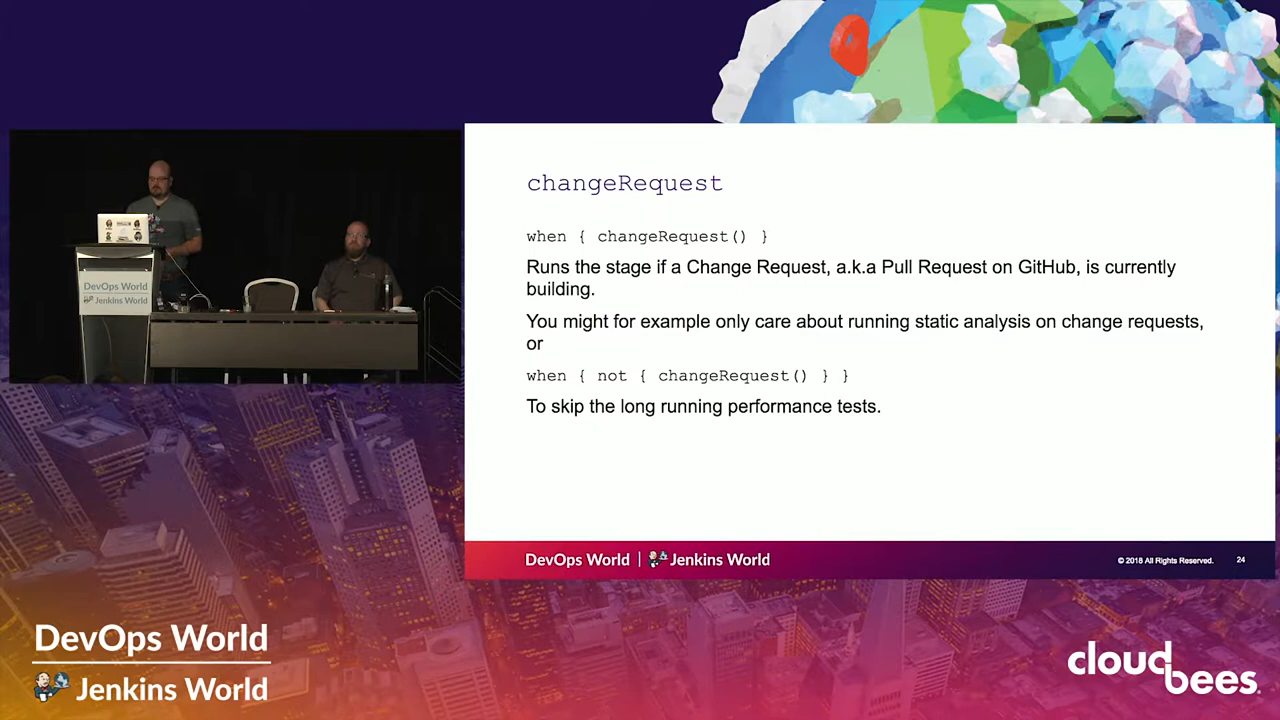 changeRequest
when { changeRequest() }
Runs the stage if a Change Request, a.k.a Pull Request on GitHub, is currently
building.
You might for example only care about running static analysis on change requests,
or
when { not { changeRequest() } }
To skip the long running performance tests.
DevOps World
Jenkins World
DevOps World | Jenkins World
© 2018 All Rights Reserved.
24
DevOps World
Jenkins World
cloudbees